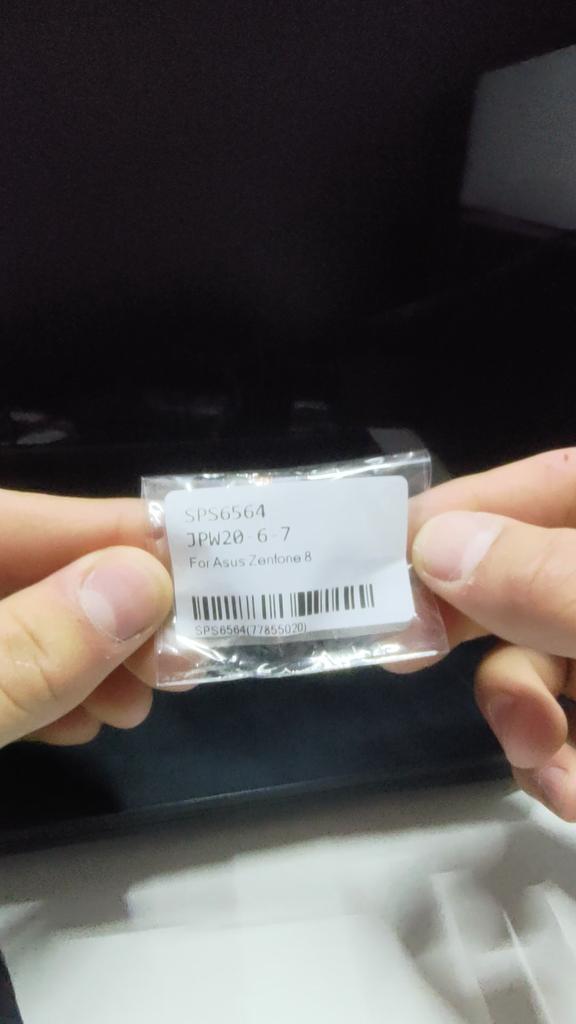 SPS6564
JPW20-6-7
For Asus Zenfone 8
SPS6564(77855020)